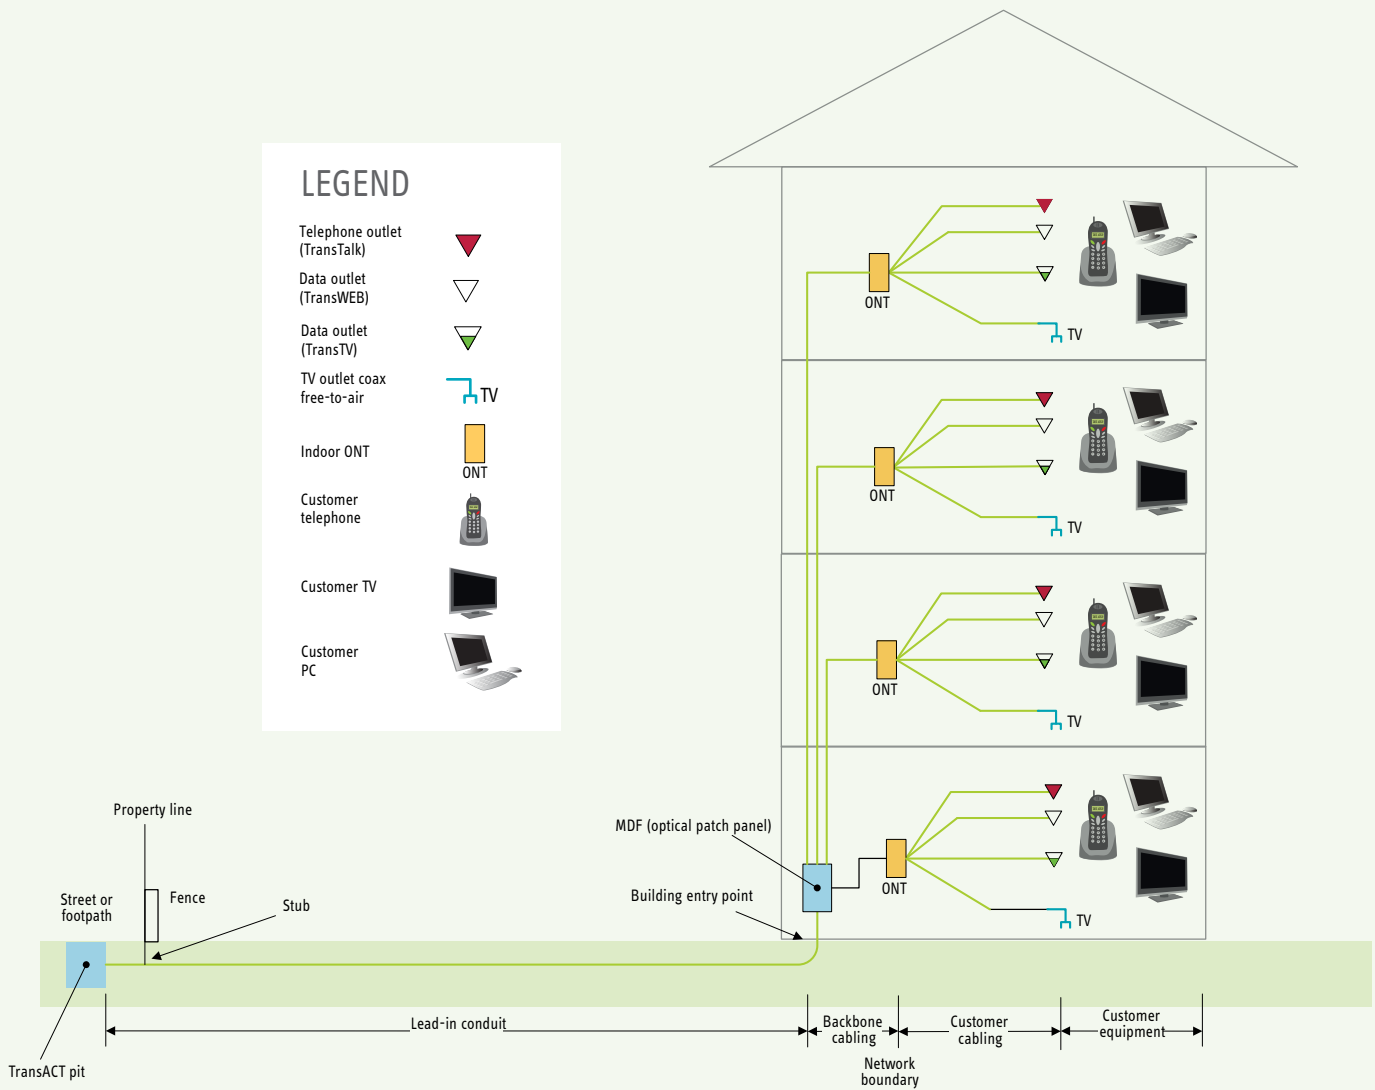 LEGEND
Telephone outlet
(TransTalk)
Data outlet
(TransWEB)
Data outlet
(TransTV)
TV outlet coax
free-to-air
TV
Indoor ONT
ONT
Customer
telephone
Customer TV
Customer
PC
ONT
TV
ONT
TV
ONT
TV
ONT
TV
MDF (optical patch panel)
Building entry point
Property line
Fence
Street or
footpath
Stub
TransACT pit
Lead-in conduit
Backbone
cabling
Customer
cabling
Customer
equipment
Network
boundary